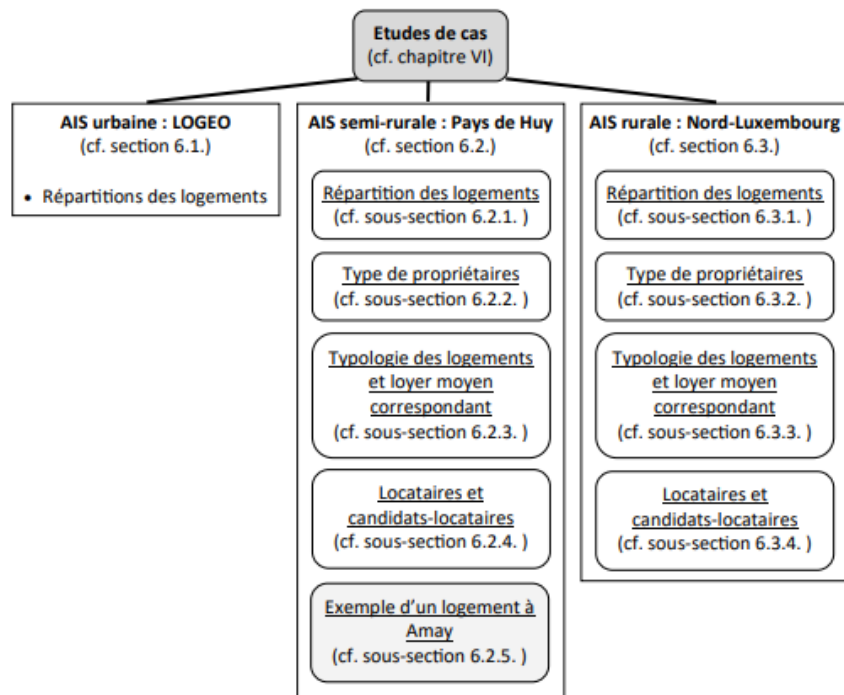 Etudes de cas
(cf. chapitre VI)
AIS urbaine : LOGEO
(cf. section 6.1.)
• Répartitions des logements
AIS semi-rurale : Pays de Huy
(cf. section 6.2.)
Répartition des logements
(cf. sous-section 6.2.1. )
Type de propriétaires
(cf. sous-section 6.2.2. )
Typologie des logements
et loyer moyen
correspondant
(cf. sous-section 6.2.3. )
Locataires et
candidats-locataires
(cf. sous-section 6.2.4. )
Exemple d'un logement à
Amay
(cf. sous-section 6.2.5. )
AIS rurale : Nord-Luxembourg
(cf. section 6.3.)
Répartition des logements
(cf. sous-section 6.3.1. )
Type de propriétaires
(cf. sous-section 6.3.2. )
Typologie des logements
et loyer moyen
correspondant
(cf. sous-section 6.3.3. )
Locataires et
candidats-locataires
(cf. sous-section 6.3.4. )